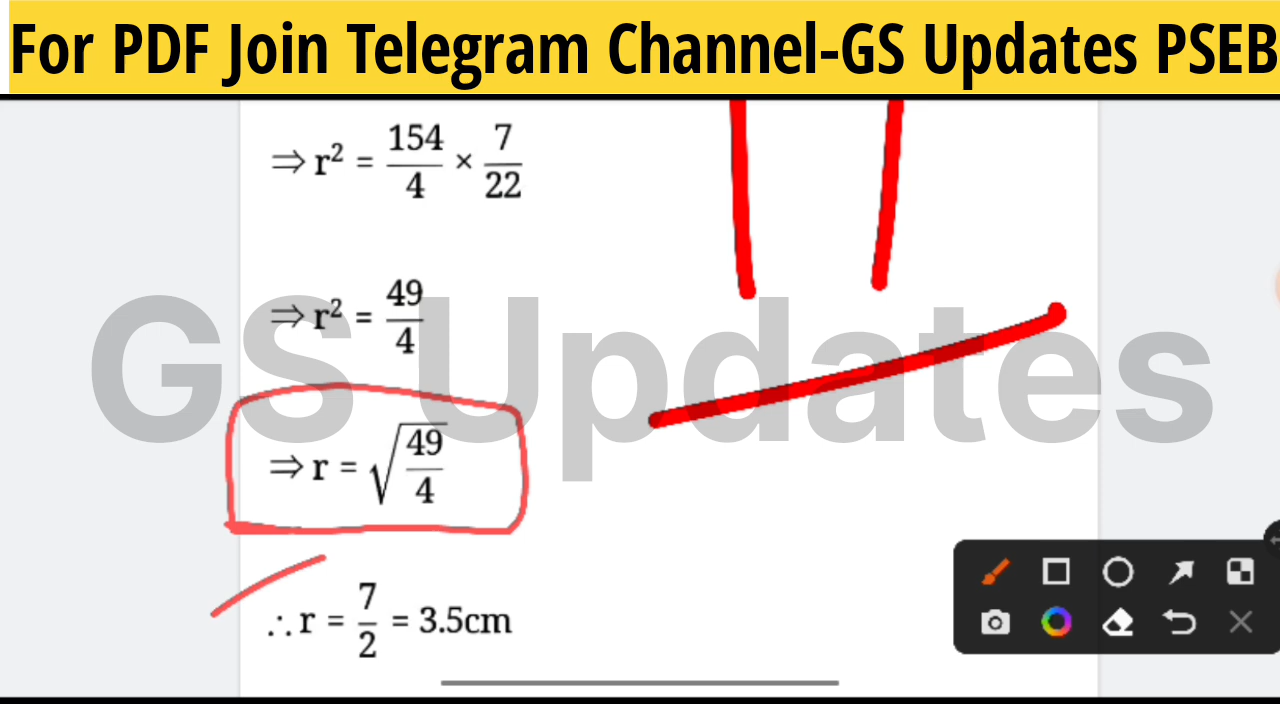 For PDF Join Telegram Channel-GS Updates PSEB
⇒ r² = 154/4 × 7/22
⇒ r² = 49/4
GS Updates
⇒ r = √(49/4)
∴ r = 7/2 = 3.5cm